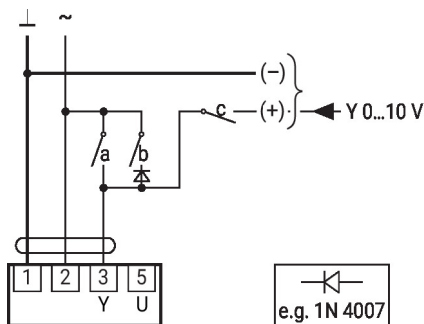 ⊥ ~
(−)
c (+) Y 0...10 V
a b
1 2 3 5
Y U
e.g. 1N 4007